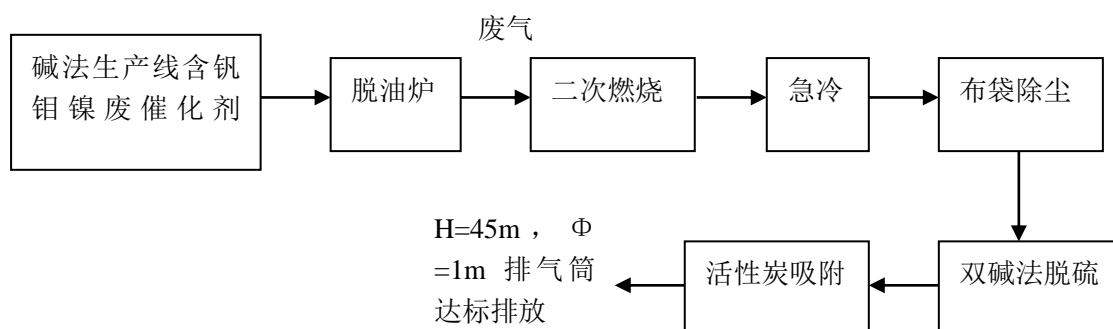 废气
碱法生产线含钒
钼镍废催化剂
脱油炉
二次燃烧
急冷
布袋除尘
双碱法脱硫
活性炭吸附
H=45m ， Φ
=1m 排气筒
达标排放